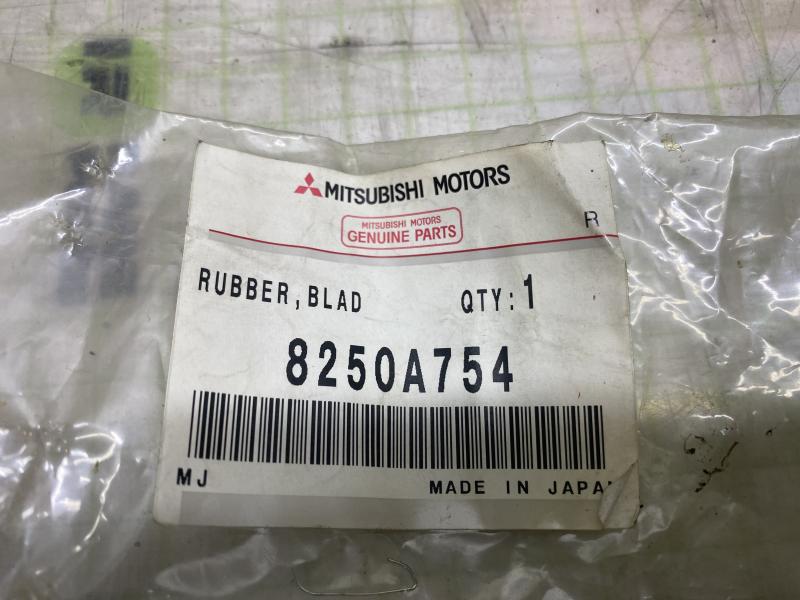 MITSUBISHI MOTORS
MITSUBISHI MOTORS
GENUINE PARTS
R
RUBBER, BLAD QTY: 1
8250A754
MJ MADE IN JAPAN